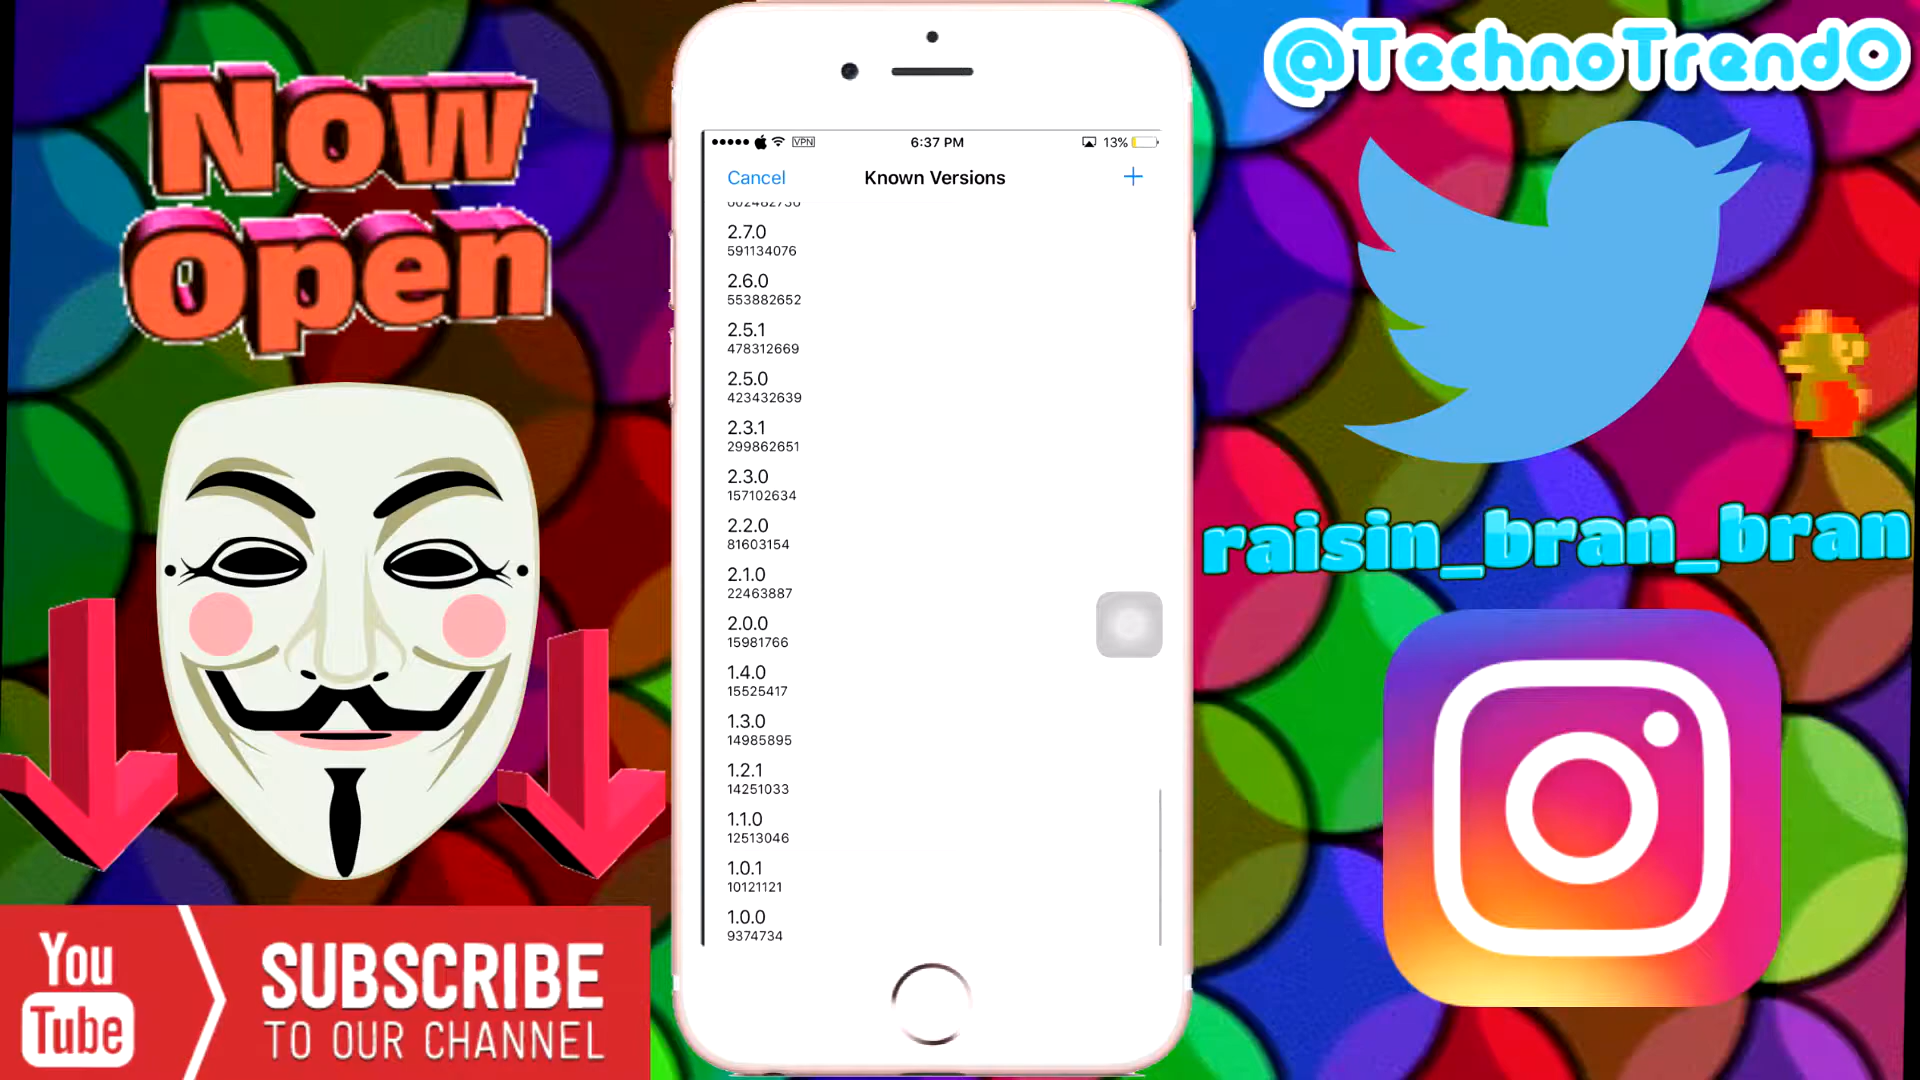 Now
Open
You
Tube
SUBSCRIBE
TO OUR CHANNEL
VPN
6:37 PM
13%
Cancel
Known Versions
+
2.7.0
591134076
2.6.0
553882652
2.5.1
478312669
2.5.0
423432639
2.3.1
299862651
2.3.0
157102634
2.2.0
81603154
2.1.0
22463887
2.0.0
15981766
1.4.0
15525417
1.3.0
14985895
1.2.1
14251033
1.1.0
12513046
1.0.1
10121121
1.0.0
9374734
@TechnoTrend0
raisin_bran_bran